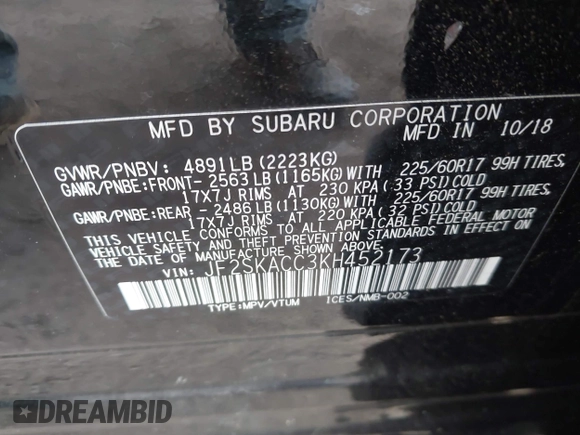 MFD BY SUBARU CORPORATION
MFD IN 10/18
GVWR/PNBV: 4891LB(2223KG)
GAWR/PNBE:FRONT- 2563LB(1165KG)WITH 225/60R17 99H TIRES,
17X7J RIMS AT 230 KPA(33 PSI)COLD
GAWR/PNBE:REAR -2486LB(1130KG)WITH 225/60R17 99H TIRES,
17X7J RIMS AT 220 KPA(32 PSI)COLD
THIS VEHICLE CONFORMS TO ALL APPLICABLE FEDERAL MOTOR
VEHICLE SAFETY AND THEFT PREVENTION STANDARDS IN EFFECT ON
THE DATE OF MANUFACTURE SHOWN ABOVE.
VIN: JF2SKACC3KH452173
TYPE:MPV/VTUM ICES/NMB-002
DREAMBID